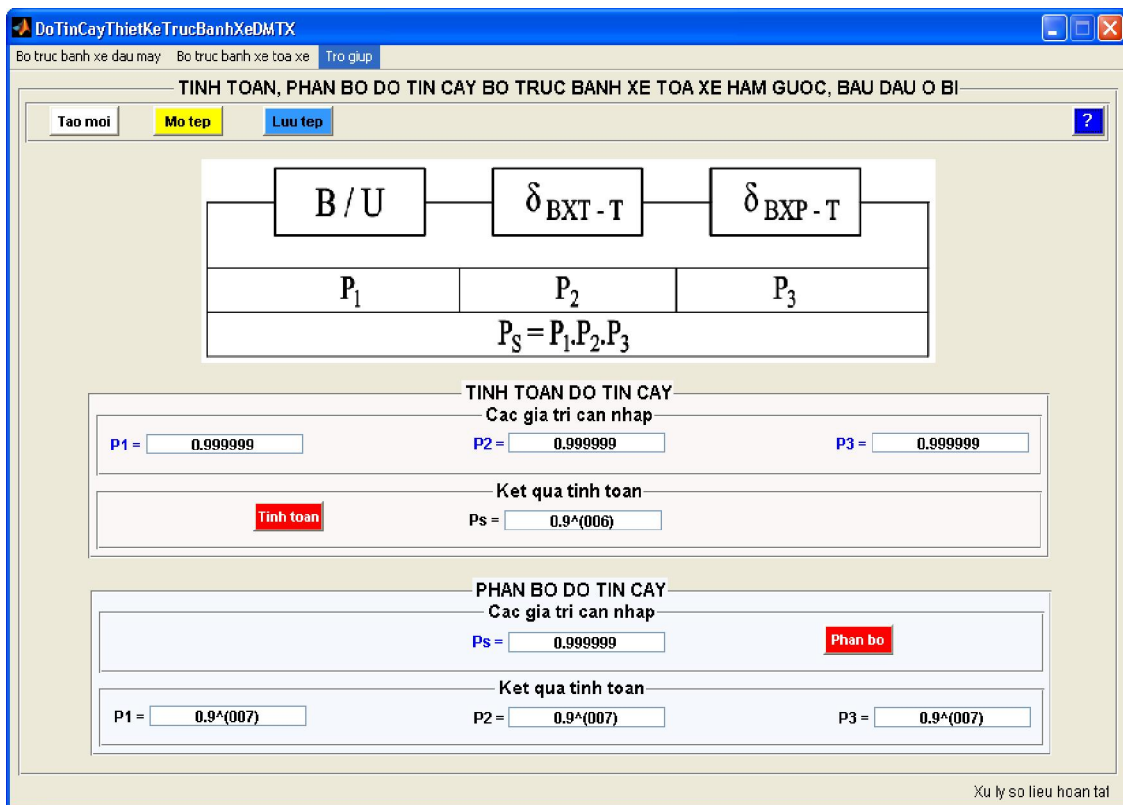 DoTinCayThietKeTrucBanhXeDMTX
Bo truc banh xe dau may Bo truc banh xe toa xe Tro giup
TINH TOAN, PHAN BO DO TIN CAY BO TRUC BANH XE TOA XE HAM GUOC, BAU DAU O BI
Tao moi Mo tep Luu tep ?
B / U δBXT - T δBXP - T
P1 P2 P3
PS = P1.P2.P3
TINH TOAN DO TIN CAY
Cac gia tri can nhap
P1 = 0.999999 P2 = 0.999999 P3 = 0.999999
Ket qua tinh toan
Tinh toan Ps = 0.9^(006)
PHAN BO DO TIN CAY
Cac gia tri can nhap
Ps = 0.999999 Phan bo
Ket qua tinh toan
P1 = 0.9^(007) P2 = 0.9^(007) P3 = 0.9^(007)
Xu ly so lieu hoan tat